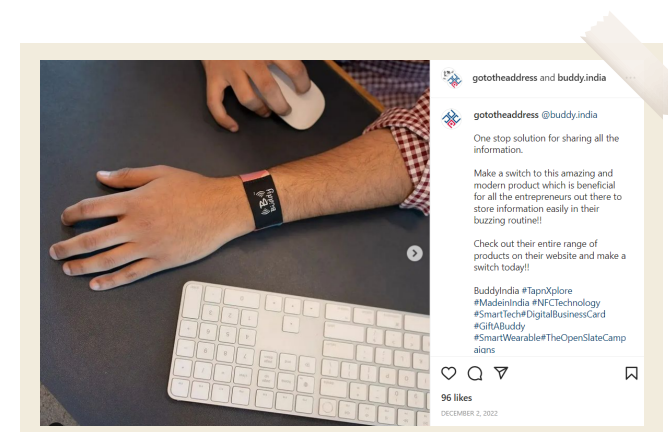 gototheaddress and buddy.india
gototheaddress @buddy.india
One stop solution for sharing all the
information.
Make a switch to this amazing and
modern product which is beneficial
for all the entrepreneurs out there to
store information easily in their
buzzing routine!!
Check out their entire range of
products on their website and make a
switch today!!
BuddyIndia #TapnXplore
#MadeinIndia #NFCTechnology
#SmartTech#DigitalBusinessCard
#GiftABuddy
#SmartWearable#TheOpenSlateCamp
aigns
96 likes
DECEMBER 2, 2022